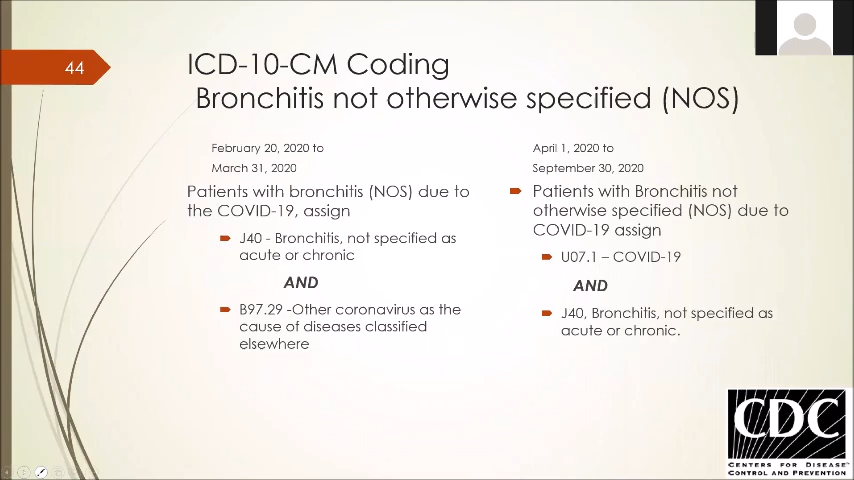 44
ICD-10-CM Coding
Bronchitis not otherwise specified (NOS)
February 20, 2020 to
March 31, 2020
Patients with bronchitis (NOS) due to
the COVID-19, assign
J40 - Bronchitis, not specified as
acute or chronic
AND
B97.29 -Other coronavirus as the
cause of diseases classified
elsewhere
April 1, 2020 to
September 30, 2020
Patients with Bronchitis not
otherwise specified (NOS) due to
COVID-19 assign
U07.1 – COVID-19
AND
J40, Bronchitis, not specified as
acute or chronic.
CDC
CENTERS FOR DISEASE
CONTROL AND PREVENTION